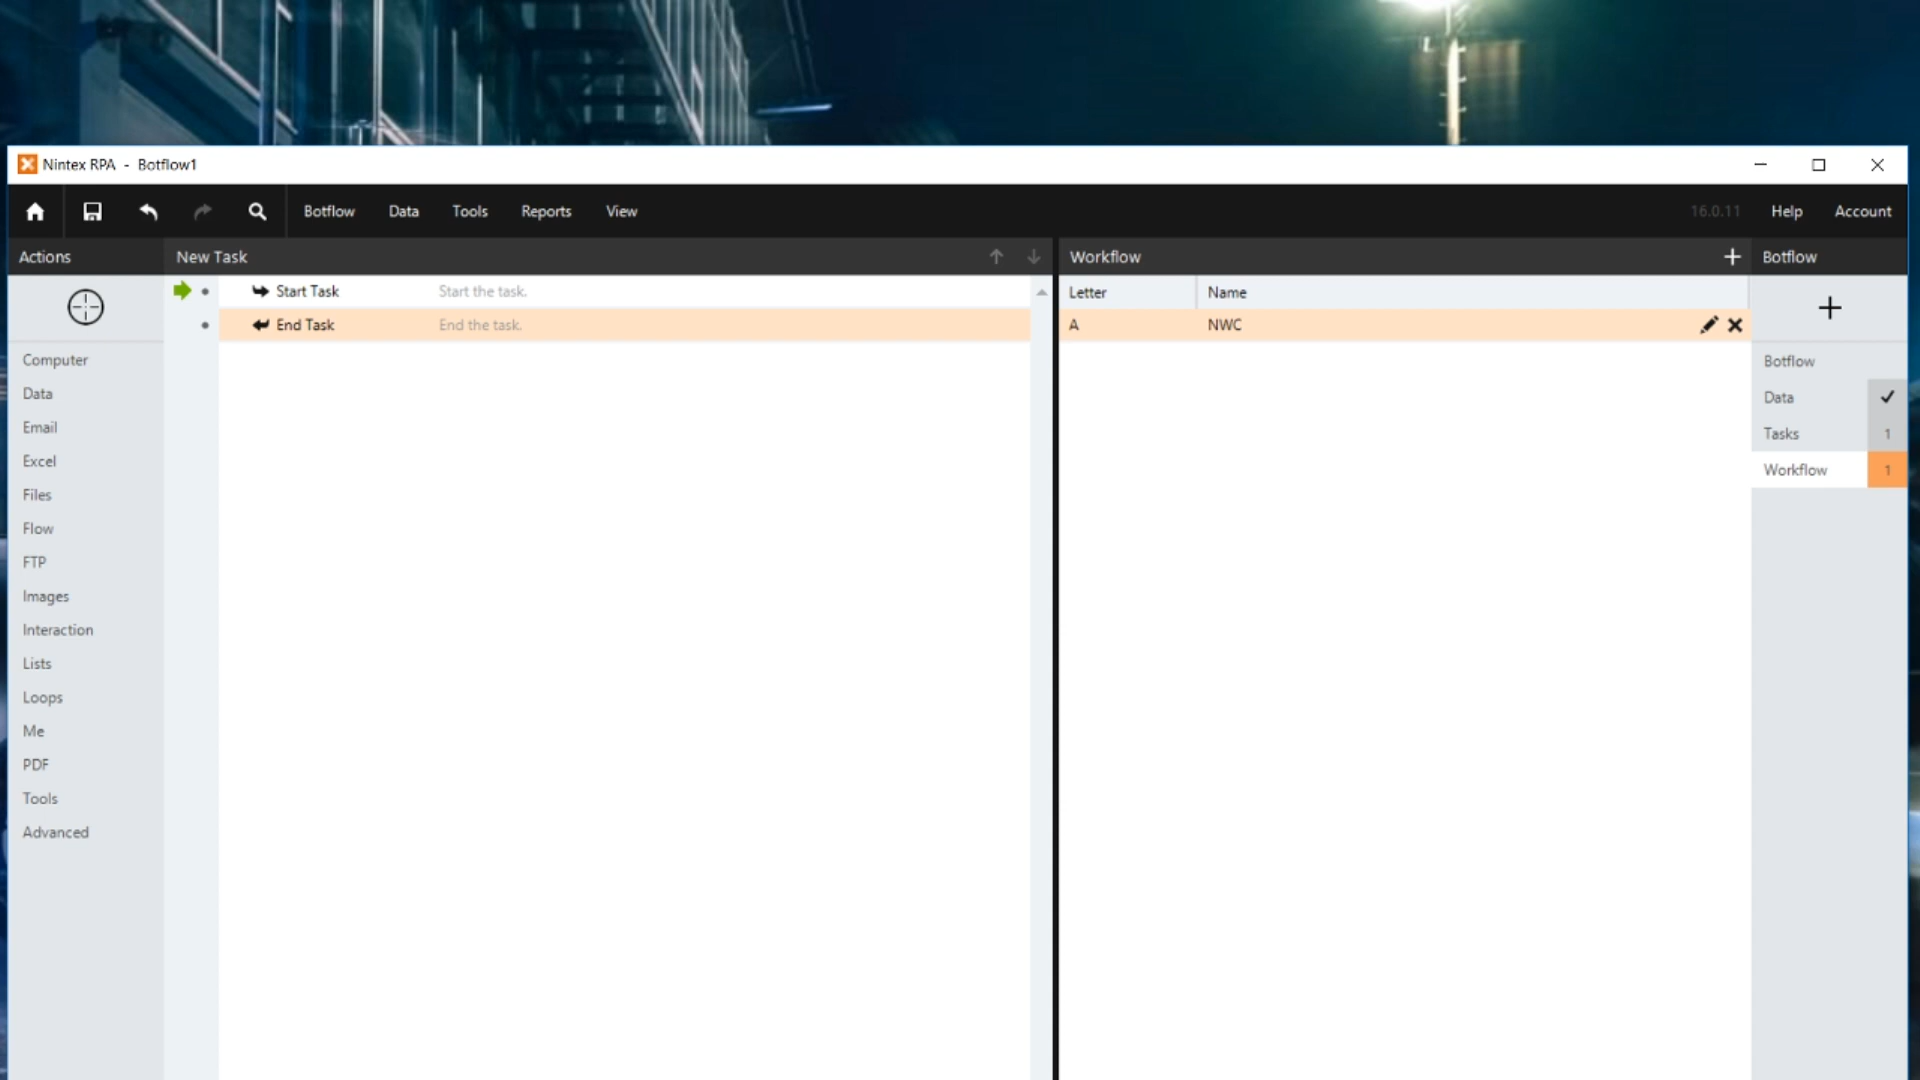 Nintex RPA - Botflow1
Botflow Data Tools Reports View 16.0.11 Help Account
Actions New Task Workflow Botflow
Start Task Start the task.
End Task End the task.
Letter Name
A NWC
Computer
Data
Email
Excel
Files
Flow
FTP
Images
Interaction
Lists
Loops
Me
PDF
Tools
Advanced
Botflow
Data
Tasks 1
Workflow 1